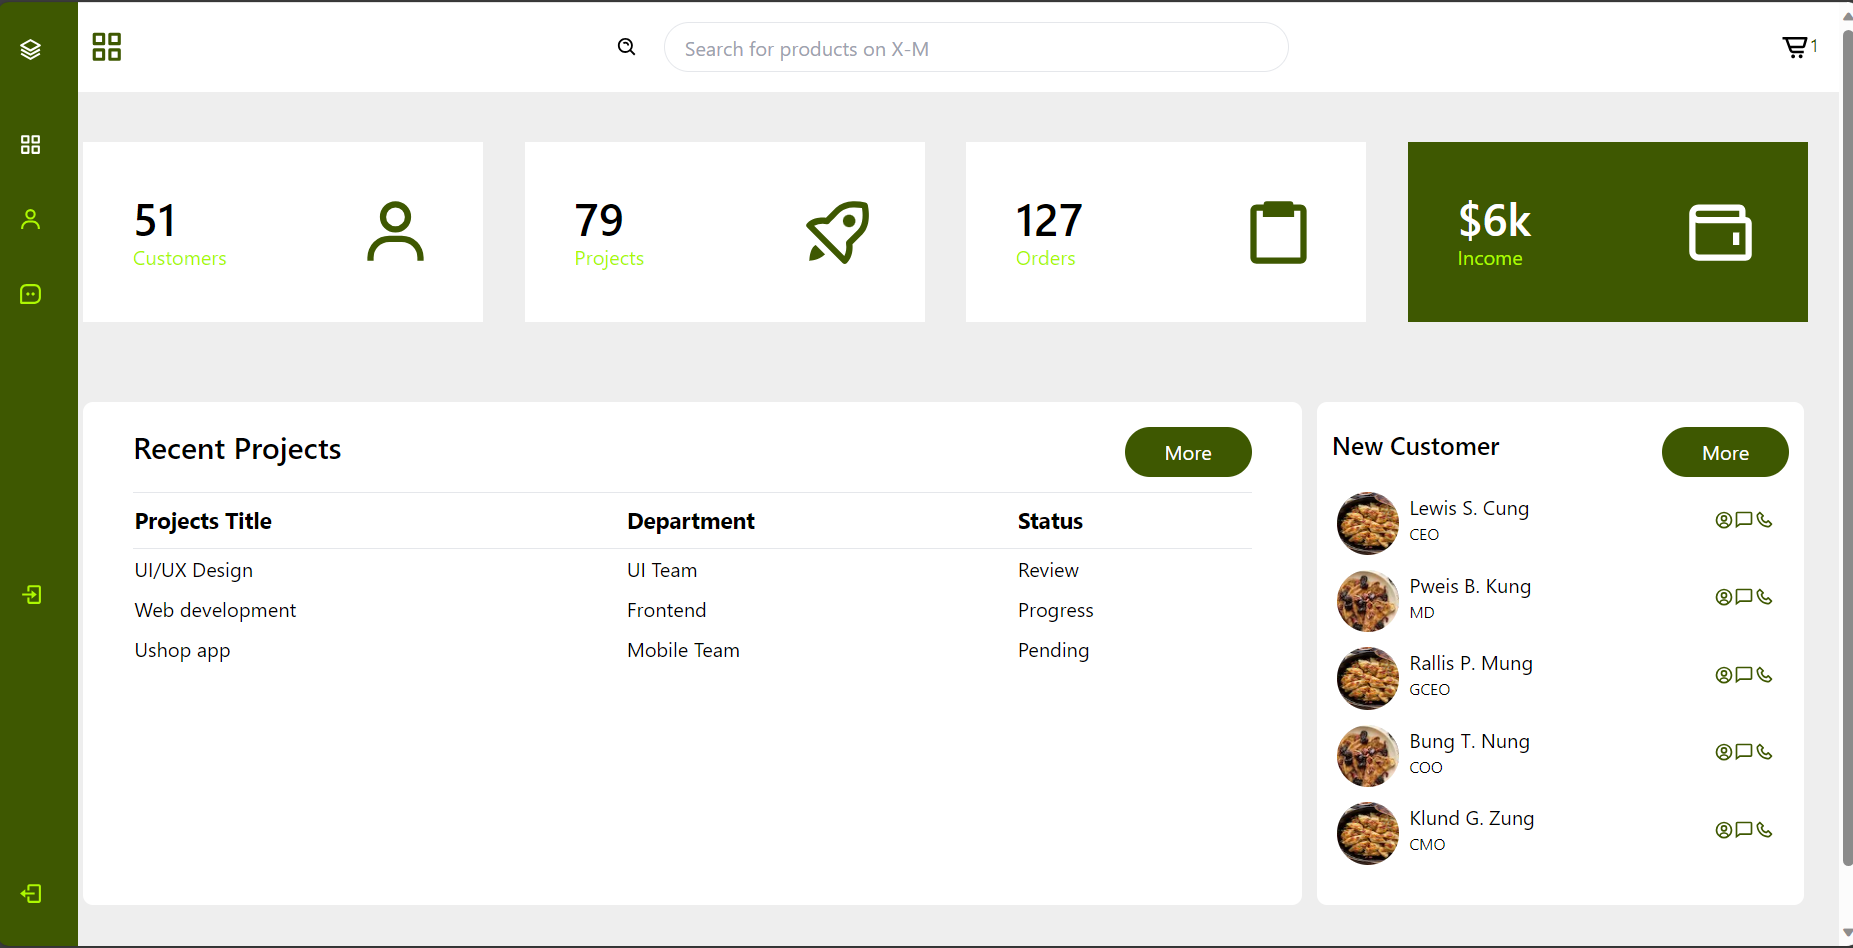 Search for products on X-M
1
51
Customers
79
Projects
127
Orders
$6k
Income
Recent Projects
More
Projects Title Department Status
UI/UX Design UI Team Review
Web development Frontend Progress
Ushop app Mobile Team Pending
New Customer
More
Lewis S. Cung
CEO
Pweis B. Kung
MD
Rallis P. Mung
GCEO
Bung T. Nung
COO
Klund G. Zung
CMO